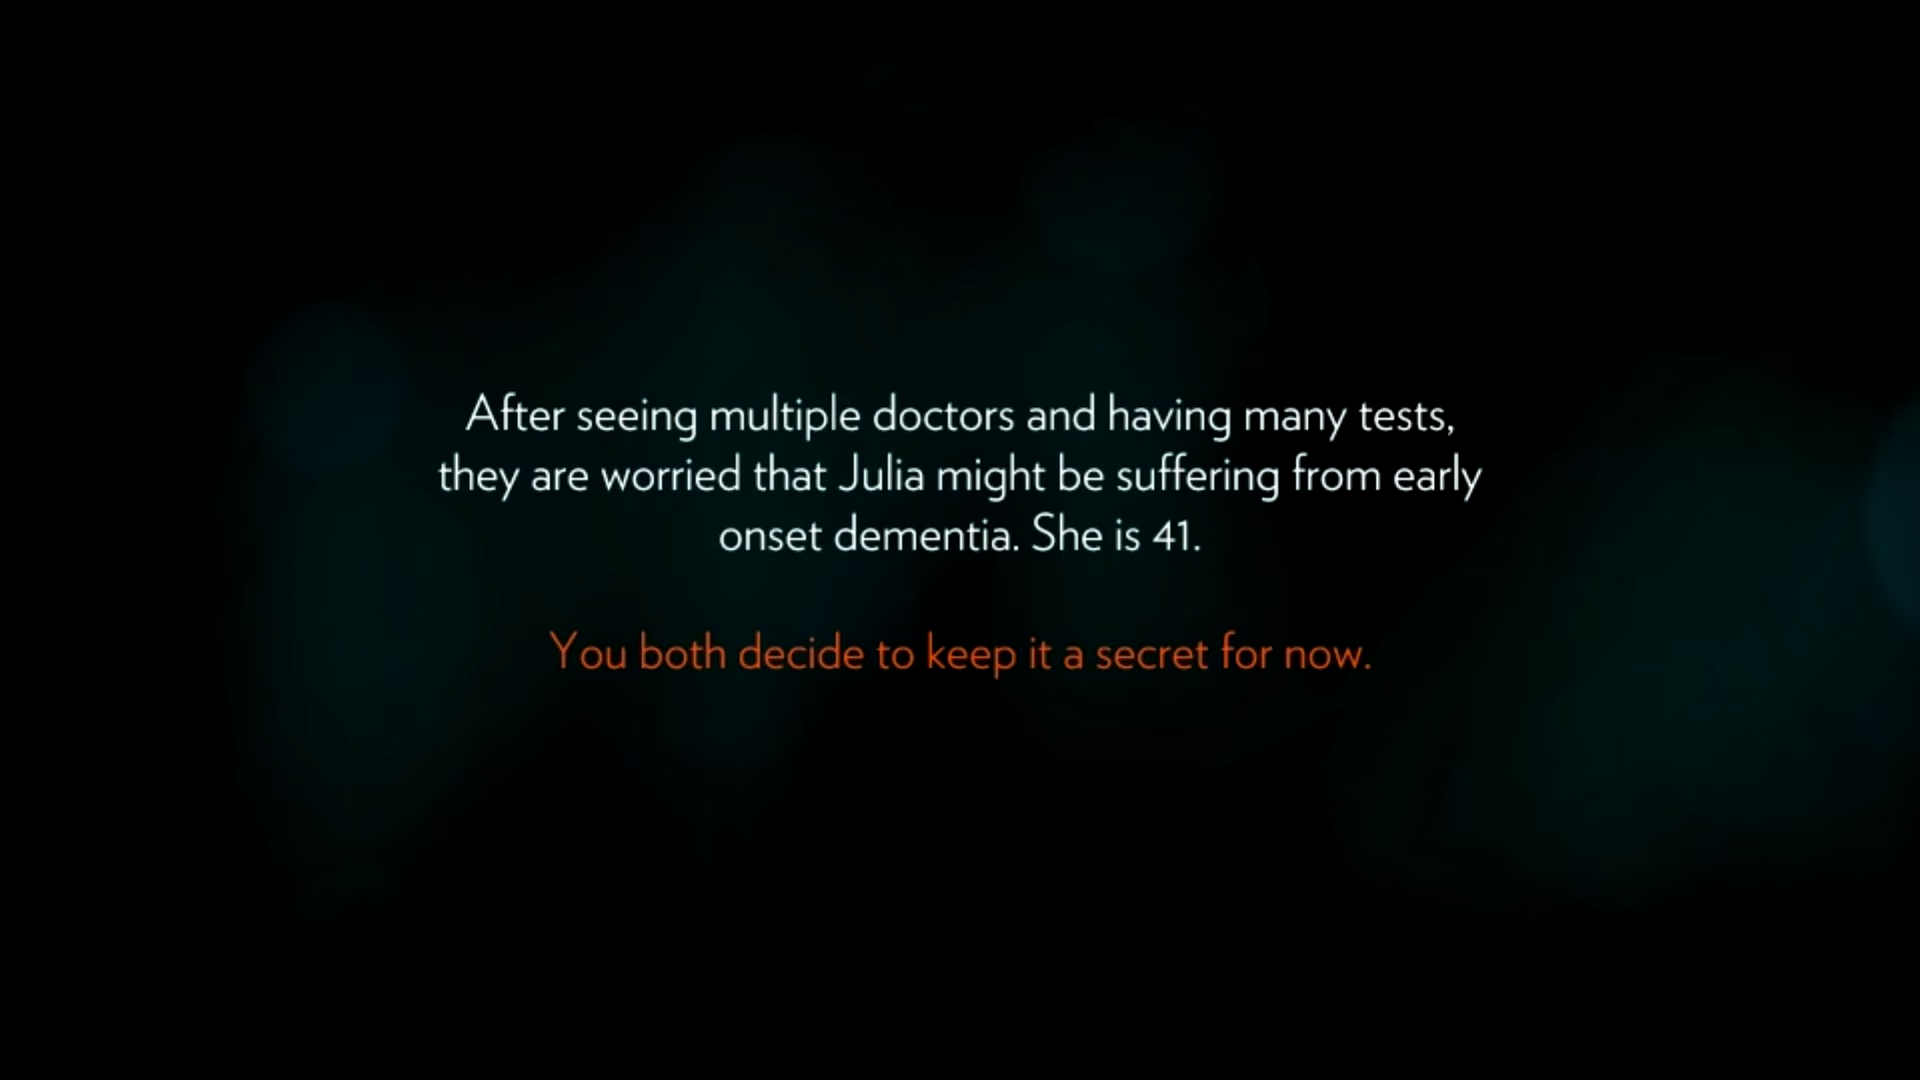 After seeing multiple doctors and having many tests,
they are worried that Julia might be suffering from early
onset dementia. She is 41.
You both decide to keep it a secret for now.